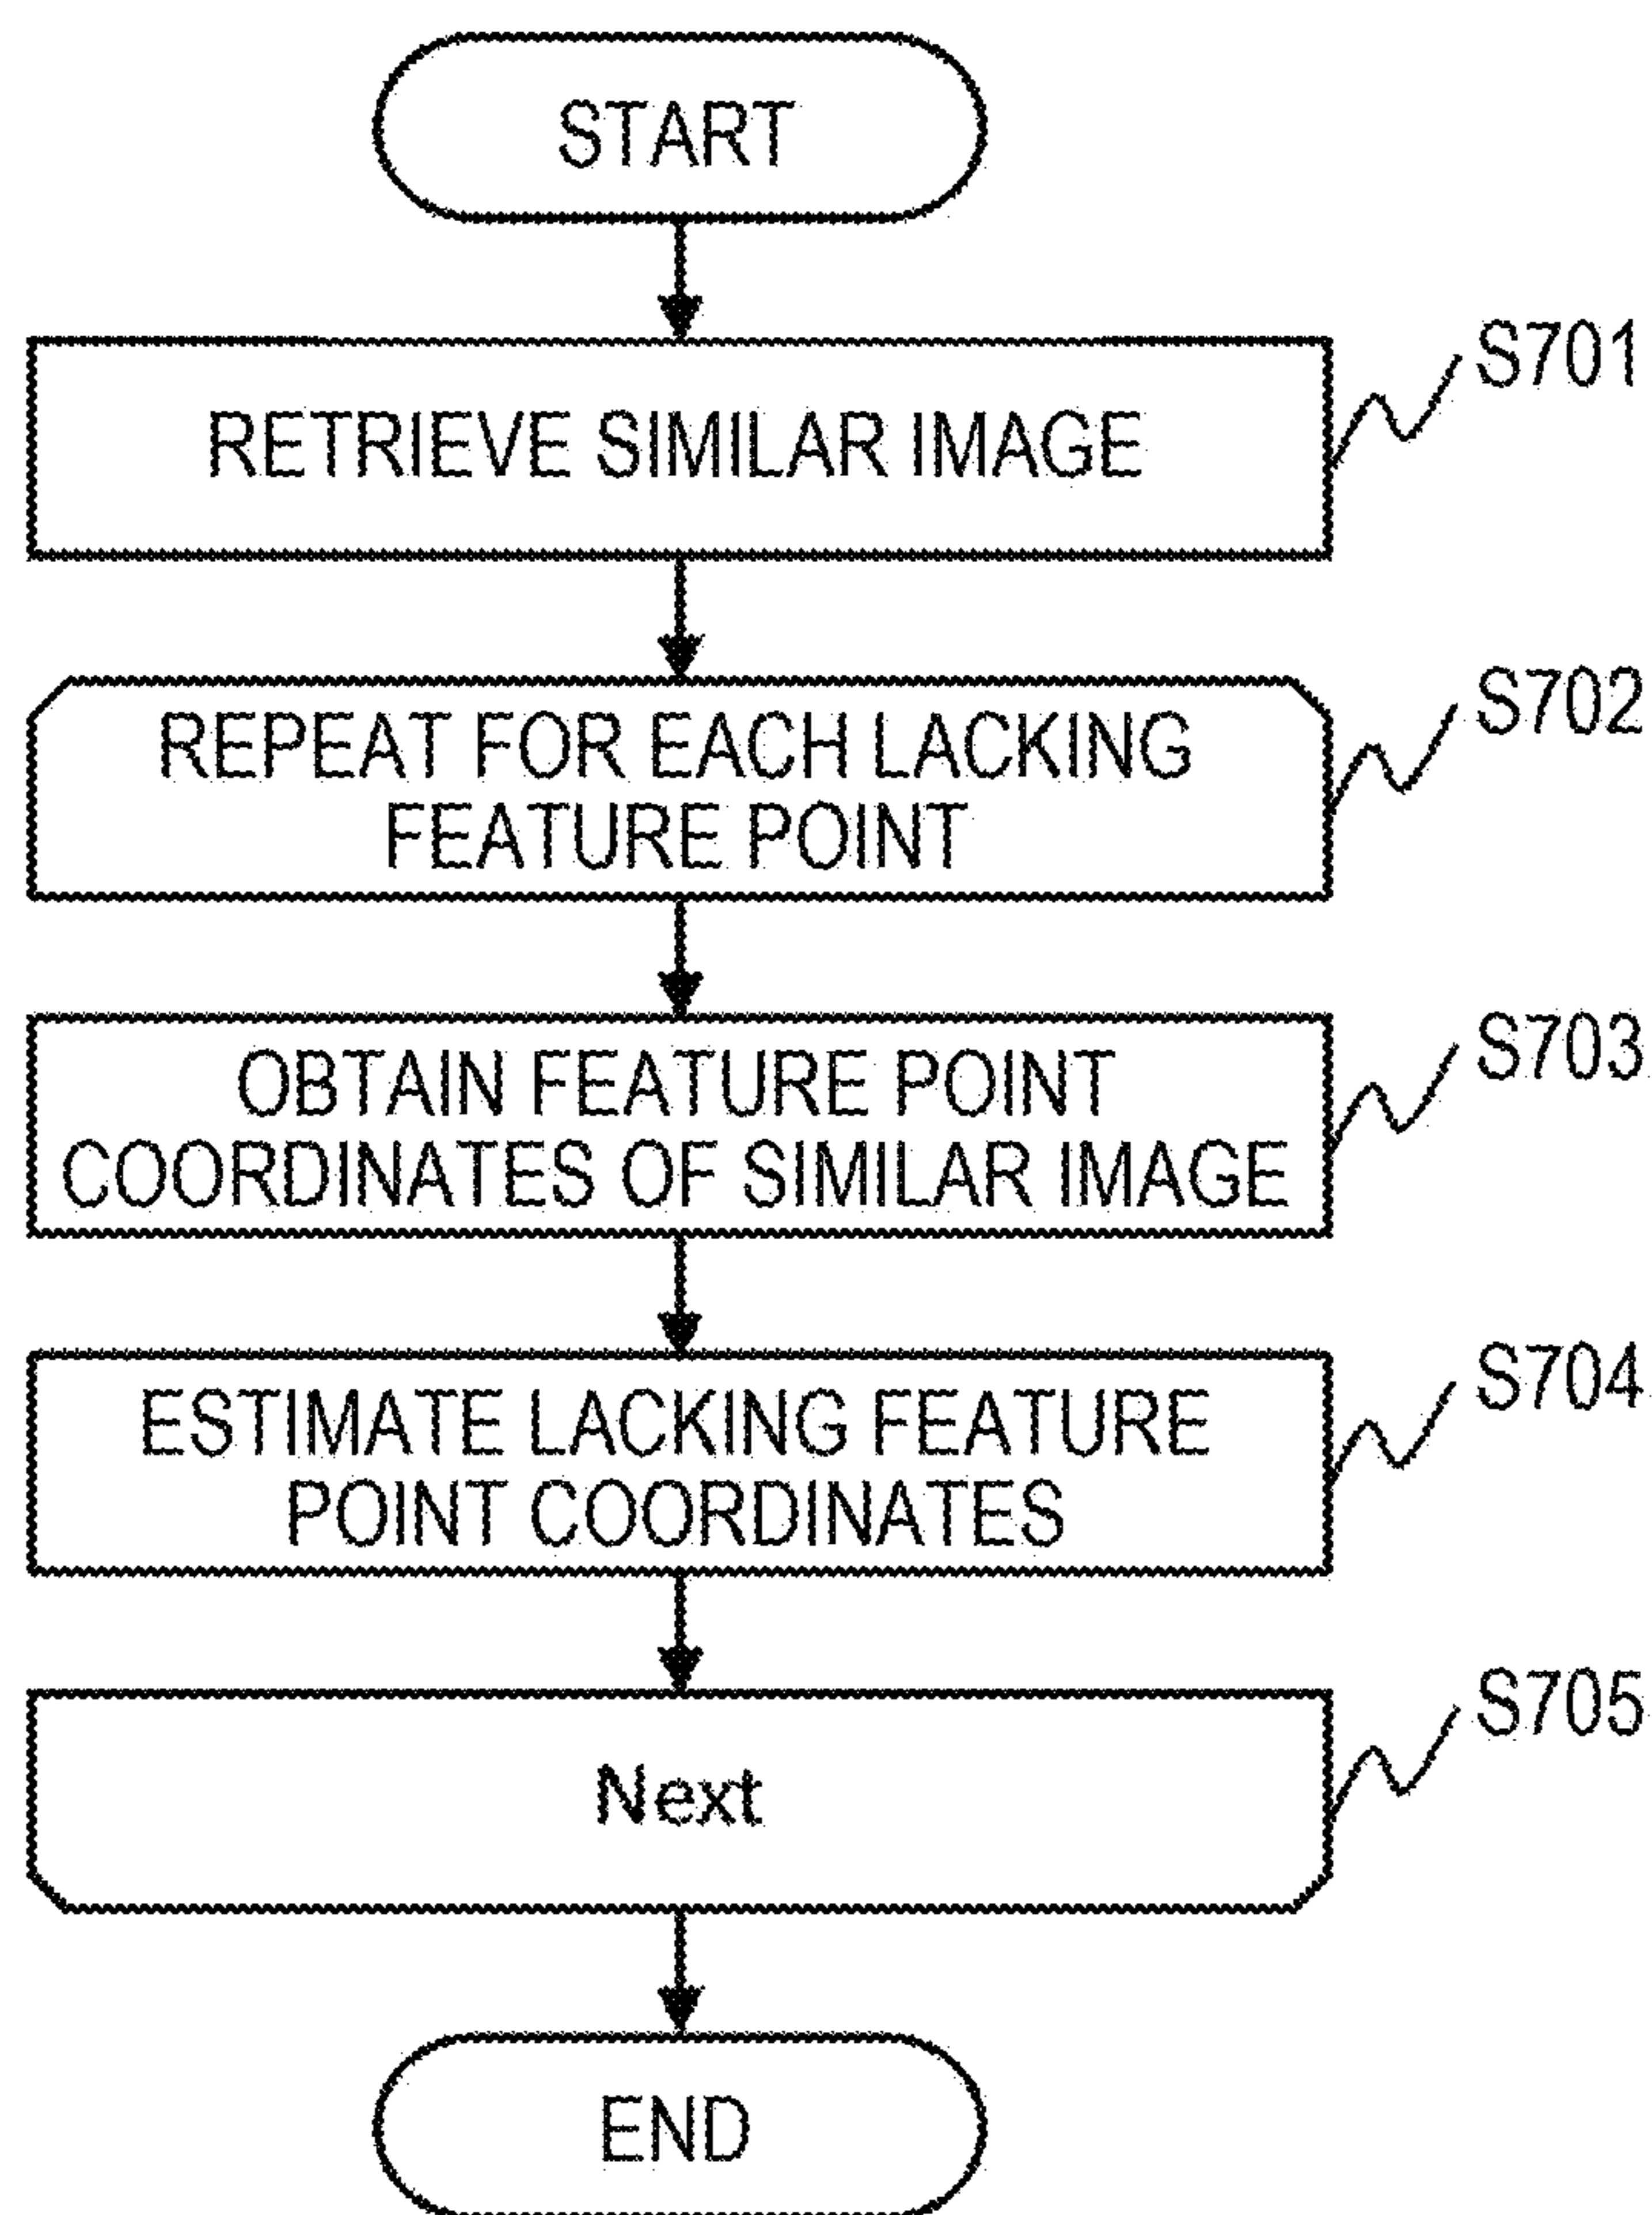 START
S701
RETRIEVE SIMILAR IMAGE
S702
REPEAT FOR EACH LACKING
FEATURE POINT
S703
OBTAIN FEATURE POINT
COORDINATES OF SIMILAR IMAGE
S704
ESTIMATE LACKING FEATURE
POINT COORDINATES
S705
Next
END